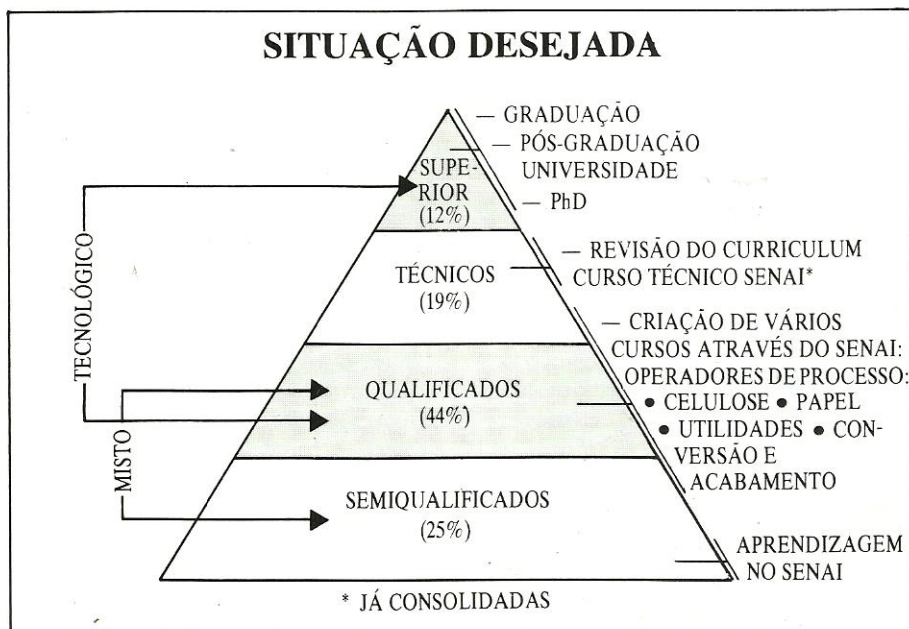 SITUAÇÃO DESEJADA
— GRADUAÇÃO
— PÓS-GRADUAÇÃO
UNIVERSIDADE
— PhD
SUPE-
RIOR
(12%)
— REVISÃO DO CURRICULUM
CURSO TÉCNICO SENAI*
TÉCNICOS
(19%)
— CRIAÇÃO DE VÁRIOS
CURSOS ATRAVÉS DO SENAI:
OPERADORES DE PROCESSO:
• CELULOSE • PAPEL
• UTILIDADES • CON-
VERSÃO E
ACABAMENTO
QUALIFICADOS
(44%)
SEMIQUALIFICADOS
(25%)
APRENDIZAGEM
NO SENAI
TECNOLÓGICO
MISTO
* JÁ CONSOLIDADAS